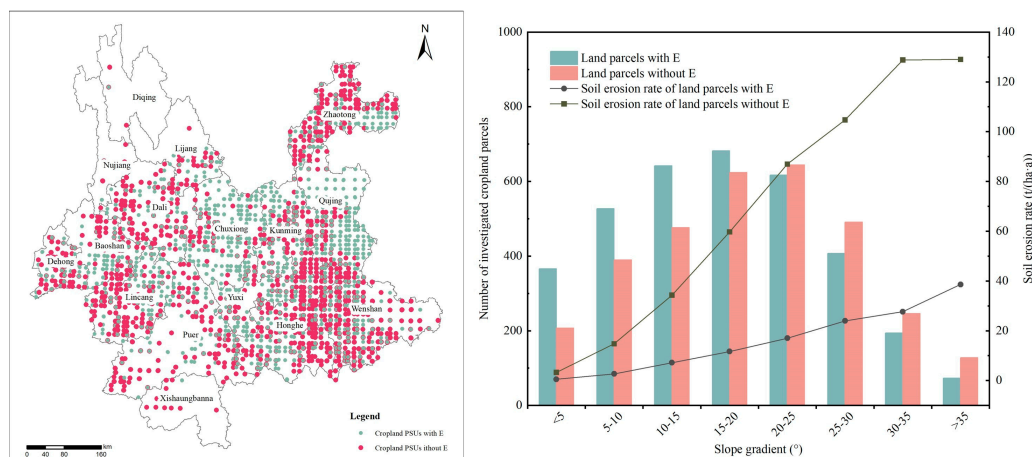 N
Diqing
Zhaotong
Lijang
Nujiang
Qujing
Dali
Chuxiong
Kunming
Baoshan
Dehong
Lincang
Yuxi
Wenshan
Honghe
Puer
Xishaungbanna
Legend
Cropland PSUs with E
Cropland PSUs ithout E
0 40 80 160
km
Number of investigated cropland parcels
1000
800
600
400
200
0
Land parcels with E
Land parcels without E
Soil erosion rate of land parcels with E
Soil erosion rate of land parcels without E
140
120
100
80
60
40
20
0
Soil erosion rate (t/(ha·a))
<5 5-10 10-15 15-20 20-25 25-30 30-35 >35
Slope gradient (°)